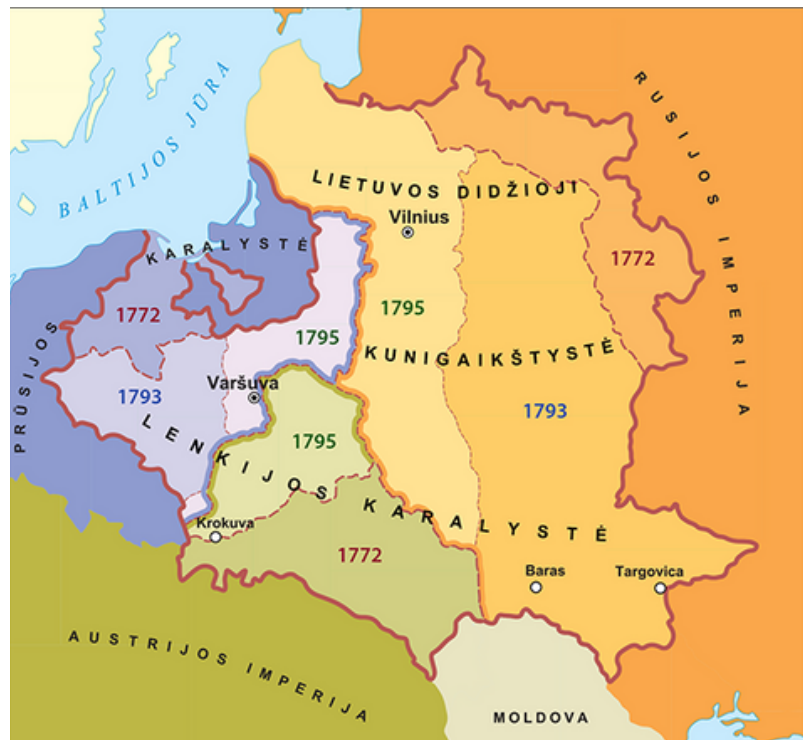 BALTIJOS JŪRA
RUSIJOS IMPERIJA
LIETUVOS DIDŽIOJI
Vilnius
KARALYSTĖ
1772
1772
1795
1795
KUNIGAIKŠTYSTĖ
PRŪSIJOS
Varšuva
1793
1793
LENKIJOS KARALYSTĖ
1795
Krokuva
1772
Baras
Targovica
AUSTRIJOS IMPERIJA
MOLDOVA